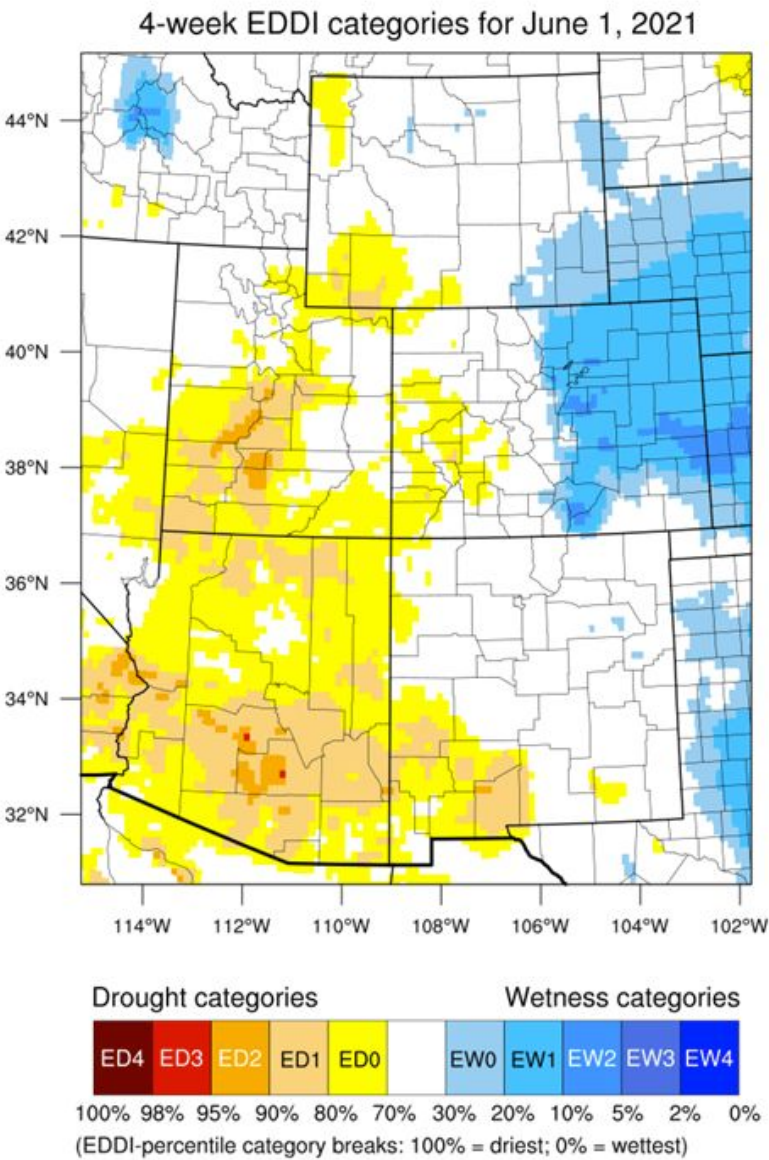 4-week EDDI categories for June 1, 2021
44°N
42°N
40°N
38°N
36°N
34°N
32°N
114°W 112°W 110°W 108°W 106°W 104°W 102°W
Drought categories Wetness categories
ED4 ED3 ED2 ED1 ED0 EW0 EW1 EW2 EW3 EW4
100% 98% 95% 90% 80% 70% 30% 20% 10% 5% 2% 0%
(EDDI-percentile category breaks: 100% = driest; 0% = wettest)